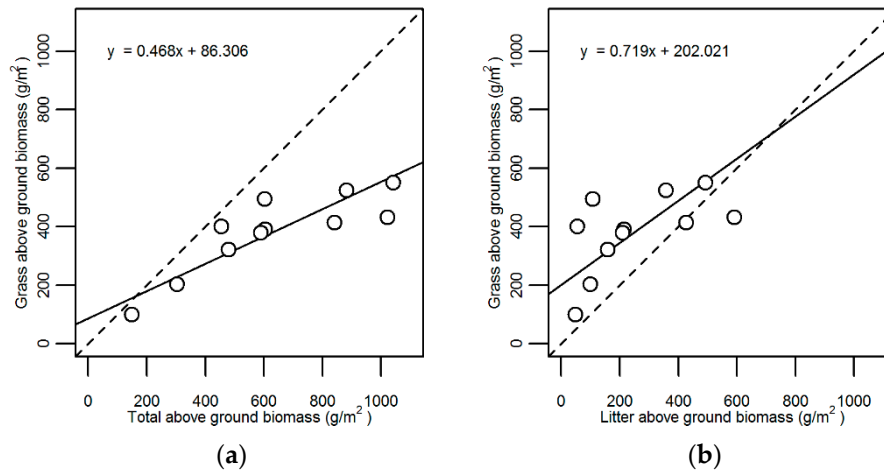 y = 0.468x + 86.306
Grass above ground biomass (g/m²)
0
200
400
600
800
1000
0 200 400 600 800 1000
Total above ground biomass (g/m²)
(a)
y = 0.719x + 202.021
Grass above ground biomass (g/m²)
0
200
400
600
800
1000
0 200 400 600 800 1000
Litter above ground biomass (g/m²)
(b)